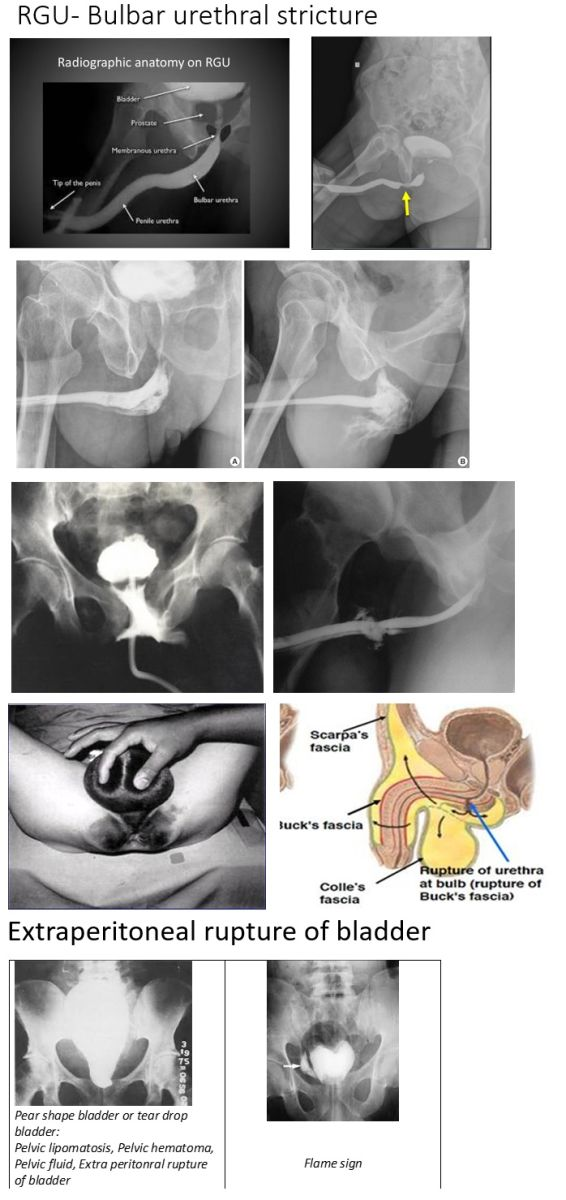 RGU- Bulbar urethral stricture
Radiographic anatomy on RGU
Bladder
Prostate
Membranous urethra
Tip of the penis
Bulbar urethra
Penile urethra
A
B
Scarpa's
fascia
Buck's fascia
Colle's
fascia
Rupture of urethra
at bulb (rupture of
Buck's fascia)
Extraperitoneal rupture of bladder
Pear shape bladder or tear drop
bladder:
Pelvic lipomatosis, Pelvic hematoma,
Pelvic fluid, Extra peritonral rupture
of bladder
Flame sign